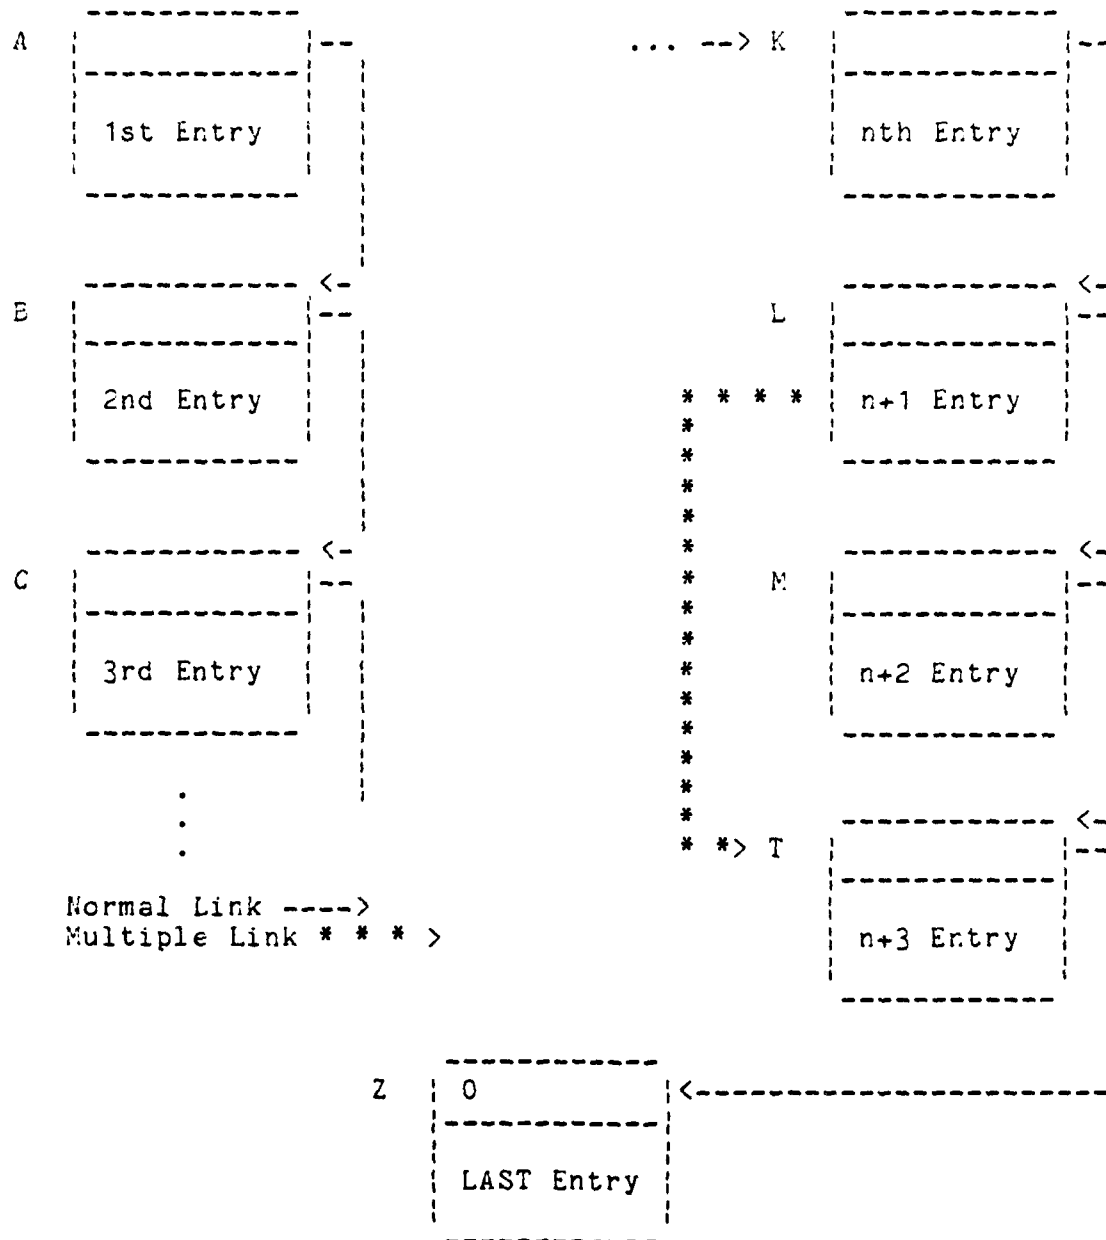 A
1st Entry
B
2nd Entry
C
3rd Entry
.
.
.
Normal Link ---->
Multiple Link * * * >
... --> K
nth Entry
L
* * * * n+1 Entry
M
n+2 Entry
* *> T
n+3 Entry
Z 0
LAST Entry